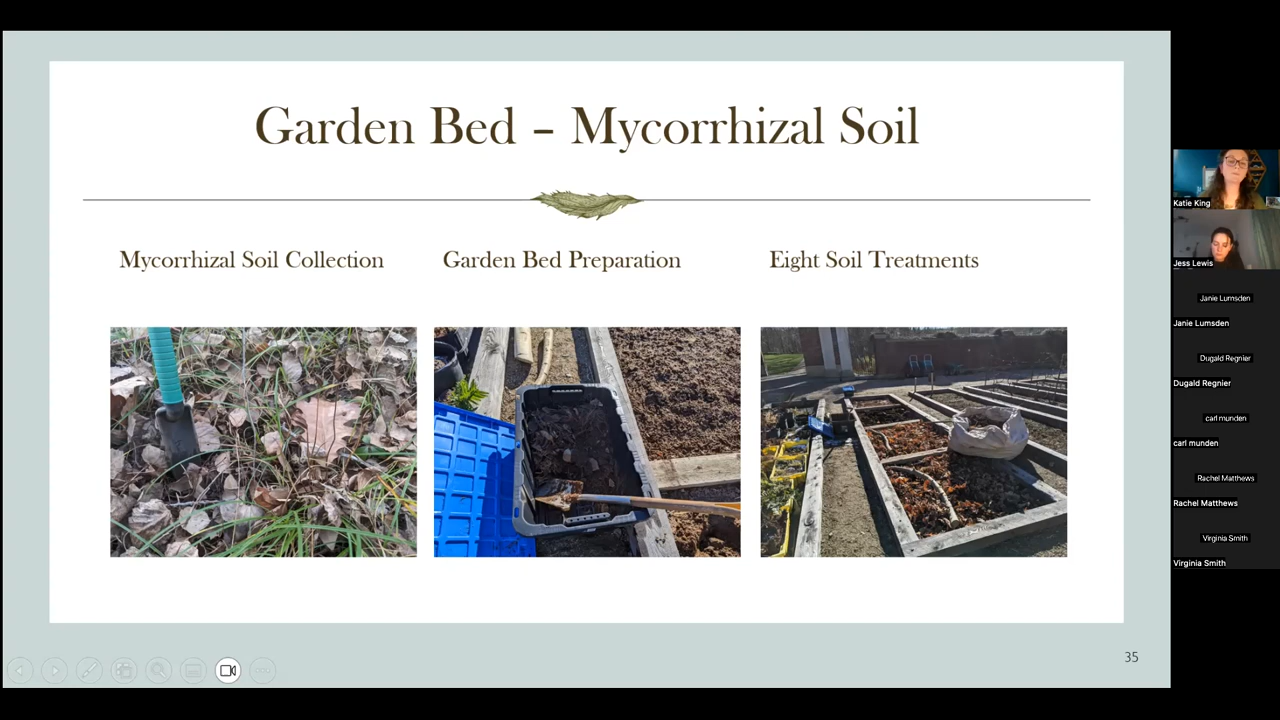 Garden Bed – Mycorrhizal Soil
Mycorrhizal Soil Collection
Garden Bed Preparation
Eight Soil Treatments
35
Katie King
Jess Lewis
Janie Lumsden
Janie Lumsden
Dugald Regnier
Dugald Regnier
carl munden
carl munden
Rachel Matthews
Rachel Matthews
Virginia Smith
Virginia Smith